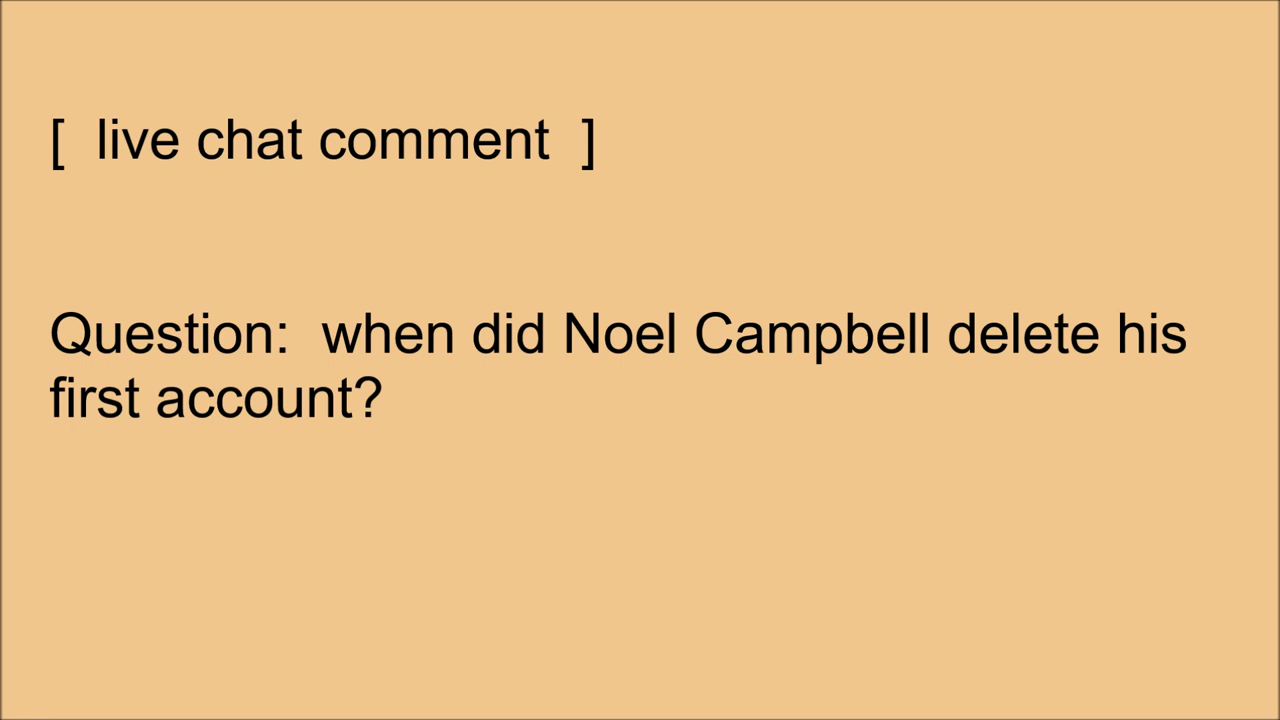 [  live chat comment  ]
Question:  when did Noel Campbell delete his
first account?